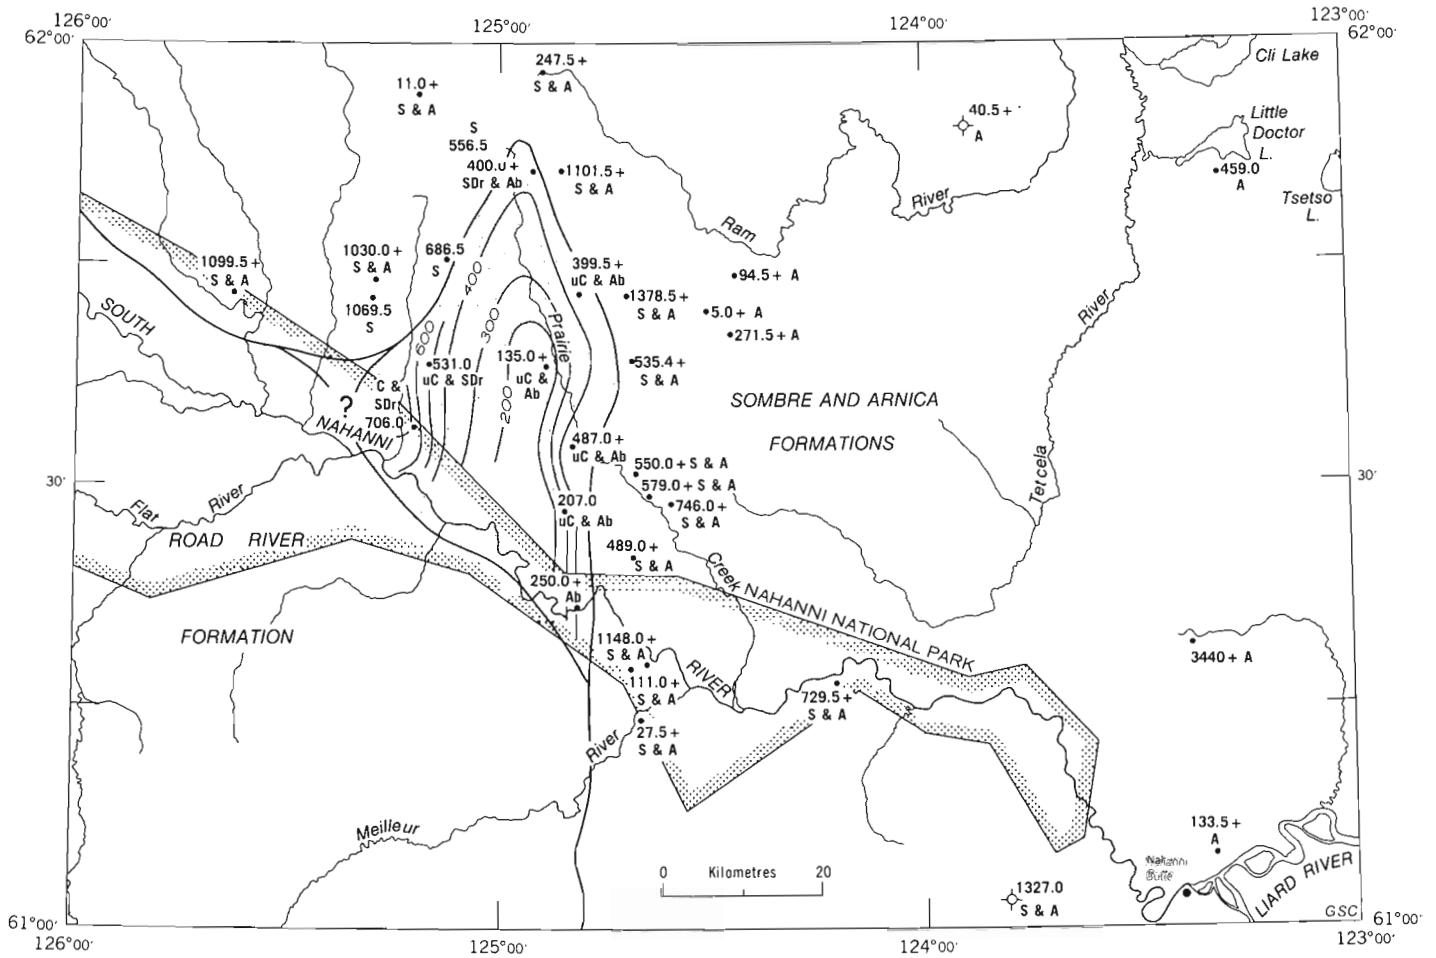 126°00′
125°00′
124°00′
123°00′
62°00′
62°00′
Cli Lake
247.5 +
S & A
11.0 +
S & A
40.5 +
A
Little
Doctor
L.
S
556.5
400.0 +
SDr & Ab
1101.5 +
S & A
459.0
A
Tsetso
L.
River
Ram
1099.5 +
S & A
1030.0 +
S & A
1069.5
S
686.5
S
400
399.5 +
uC & Ab
94.5 + A
1378.5 +
S & A
5.0 + A
271.5 + A
River
SOUTH
600
300
Prairie
531.0
uC & SDr
135.0 +
uC &
Ab
200
535.4 +
S & A
C &
SDr
706.0
?
NAHANNI
SOMBRE AND ARNICA
FORMATIONS
487.0 +
uC & Ab
550.0 + S & A
579.0 + S & A
746.0 +
S & A
Tetcela
30′
30′
Flat
River
207.0
uC & Ab
ROAD RIVER
489.0 +
S & A
Creek
250.0 +
Ab
NAHANNI NATIONAL PARK
FORMATION
1148.0 +
S & A
111.0 +
S & A
RIVER
729.5 +
S & A
3440 + A
27.5 +
S & A
River
Meilleur
0 Kilometres 20
133.5 +
A
Nahanni
Butte
1327.0
S & A
LIARD RIVER
GSC
61°00′
61°00′
126°00′
125°00′
124°00′
123°00′